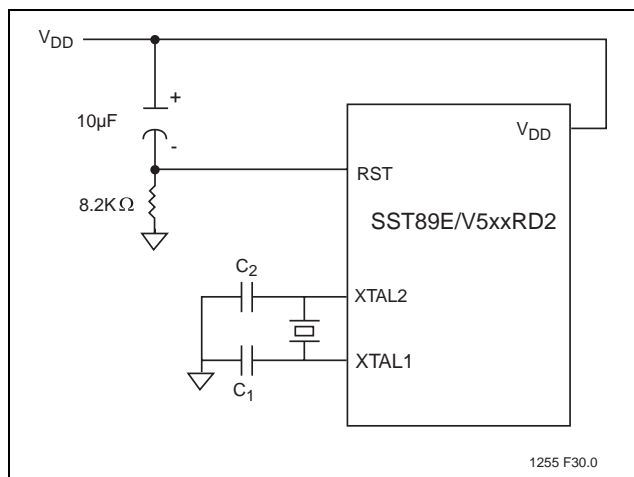 VDD
+
10µF
-
VDD
RST
8.2KΩ
SST89E/V5xxRD2
C2
XTAL2
XTAL1
C1
1255 F30.0